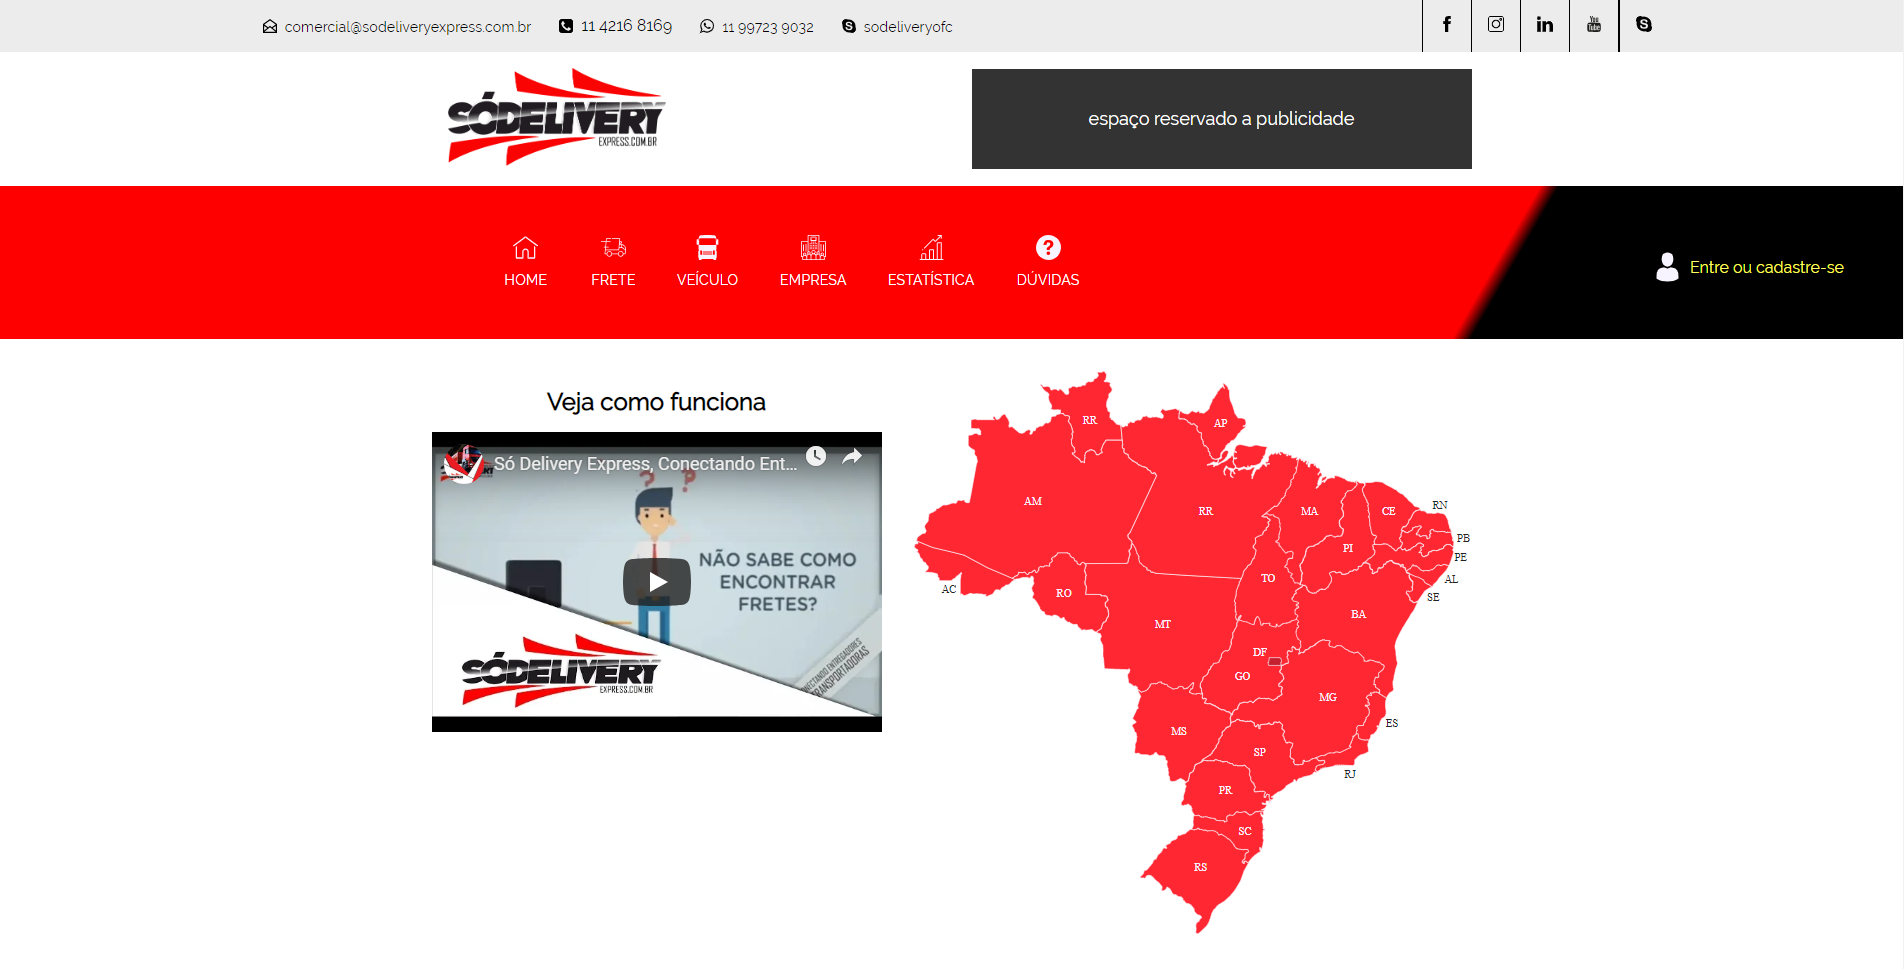 comercial@sodeliveryexpress.com.br 11 4216 8169 11 99723 9032 sodeliveryofc
You Tube
SÓDELIVERY
EXPRESS.COM.BR
espaço reservado a publicidade
HOME FRETE VEÍCULO EMPRESA ESTATÍSTICA DÚVIDAS
Entre ou cadastre-se
Veja como funciona
Só Delivery Express, Conectando Ent...
NÃO SABE COMO
ENCONTRAR
FRETES?
SÓDELIVERY
EXPRESS.COM.BR
CONECTANDO ENTREGADORES
TRANSPORTADORAS
RR
AP
AM
RR
MA
CE
RN
PI
PB
PE
TO
AL
AC
RO
SE
BA
MT
DF
GO
MG
ES
MS
SP
RJ
PR
SC
RS